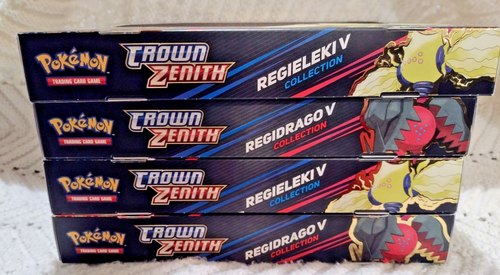 Pokémon
TRADING CARD GAME
CROWN
ZENITH
REGIELEKI V
COLLECTION
Pokémon
TRADING CARD GAME
CROWN
ZENITH
REGIDRAGO V
COLLECTION
Pokémon
TRADING CARD GAME
CROWN
ZENITH
REGIELEKI V
COLLECTION
Pokémon
TRADING CARD GAME
CROWN
ZENITH
REGIDRAGO V
COLLECTION